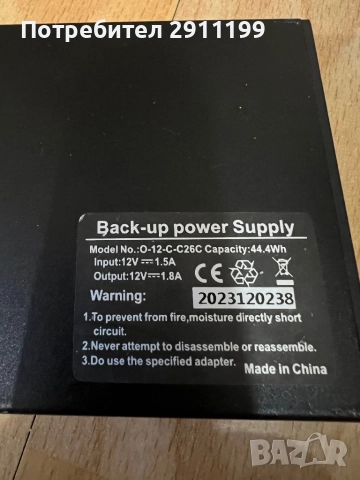 Потребител 2911199
Back-up power Supply
Model No.:O-12-C-C26C Capacity:44.4Wh
Input:12V⎓1.5A
Output:12V⎓1.8A
CE
Warning: 2023120238
1.To prevent from fire,moisture directly short
circuit.
2.Never attempt to disassemble or reassemble.
3.Do use the specified adapter.
Made in China
BAZAR